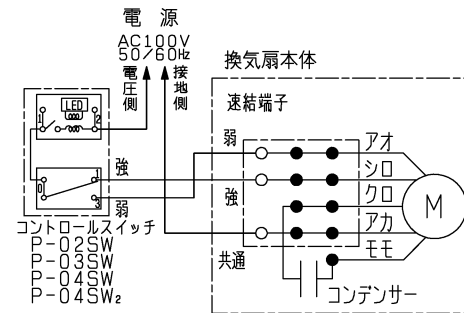 電源
AC100V
50/60Hz
電圧側
接地側
換気扇本体
速結端子
LED
1
2
0
1
3
強
弱
コントロールスイッチ
P-02SW
P-03SW
P-04SW
P-04SW₂
弱
強
共通
アオ
シロ
クロ
アカ
モモ
M
コンデンサー